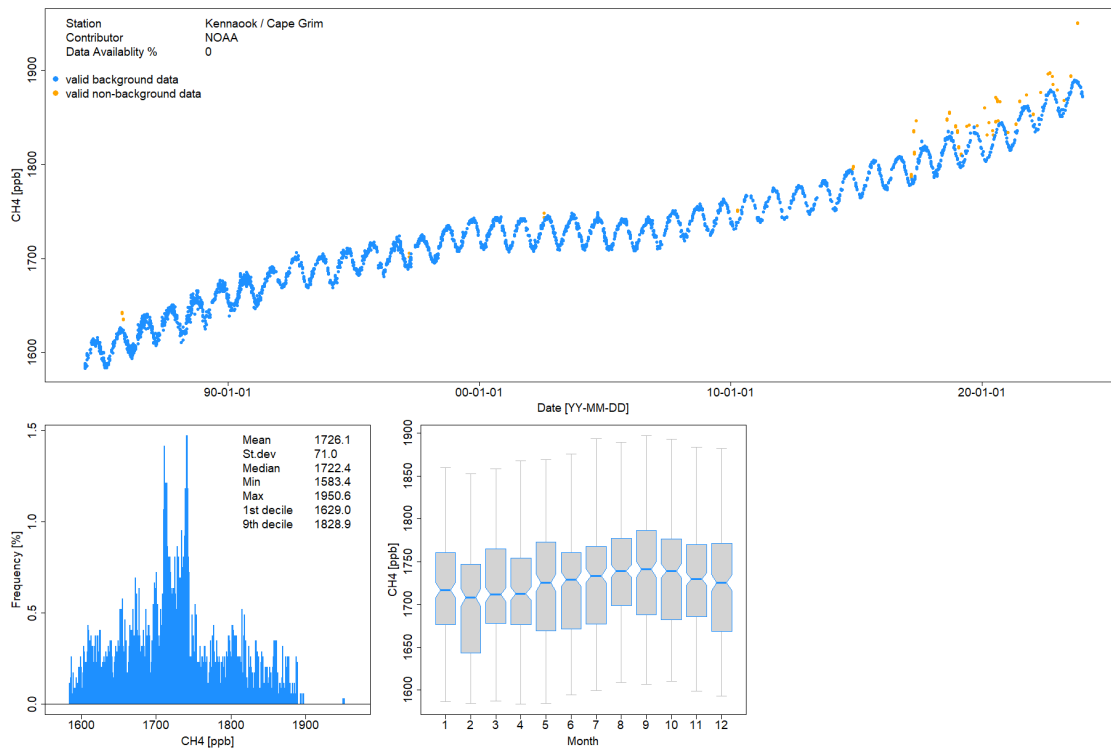 Station Kennaook / Cape Grim
Contributor NOAA
Data Availablity % 0
valid background data
valid non-background data
CH4 [ppb]
1900
1800
1700
1600
90-01-01 00-01-01 10-01-01 20-01-01
Date [YY-MM-DD]
Frequency [%]
1.5
1.0
0.5
0.0
Mean 1726.1
St.dev 71.0
Median 1722.4
Min 1583.4
Max 1950.6
1st decile 1629.0
9th decile 1828.9
1600 1700 1800 1900
CH4 [ppb]
CH4 [ppb]
1900
1850
1800
1750
1700
1650
1600
1 2 3 4 5 6 7 8 9 10 11 12
Month